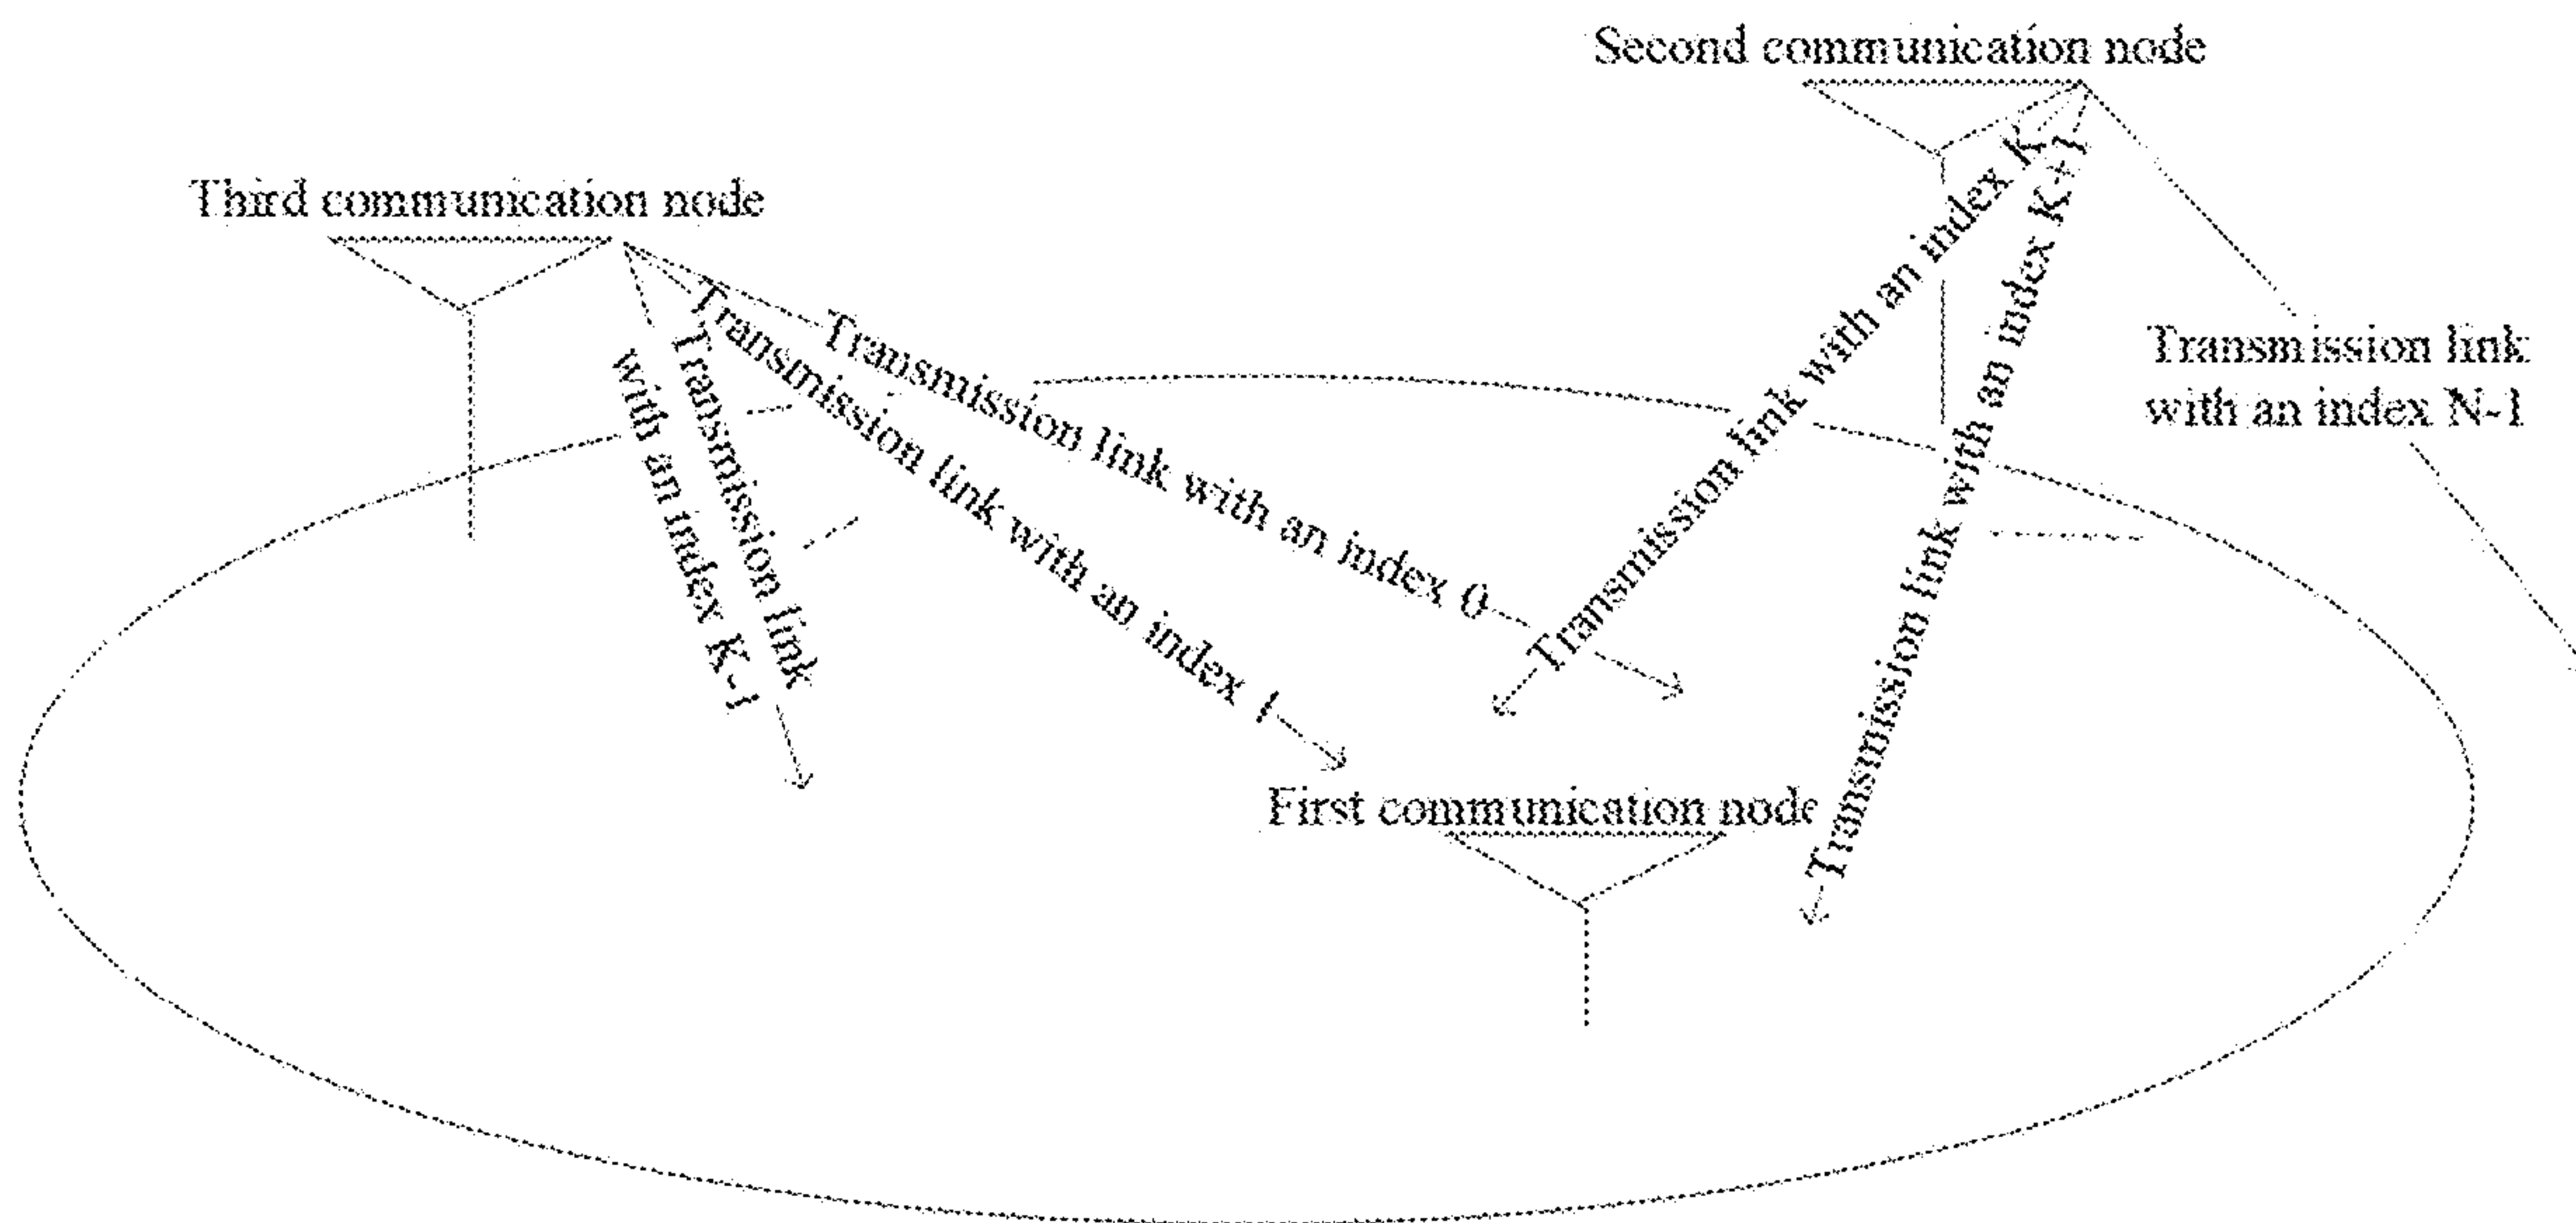 Second communication node
Third communication node
Transmission link with an index K
Transmission link with an index K+1
Transmission link
with an index N-1
Transmission link with an index 0
Transmission link with an index 1
Transmission link
with an index K-1
First communication node